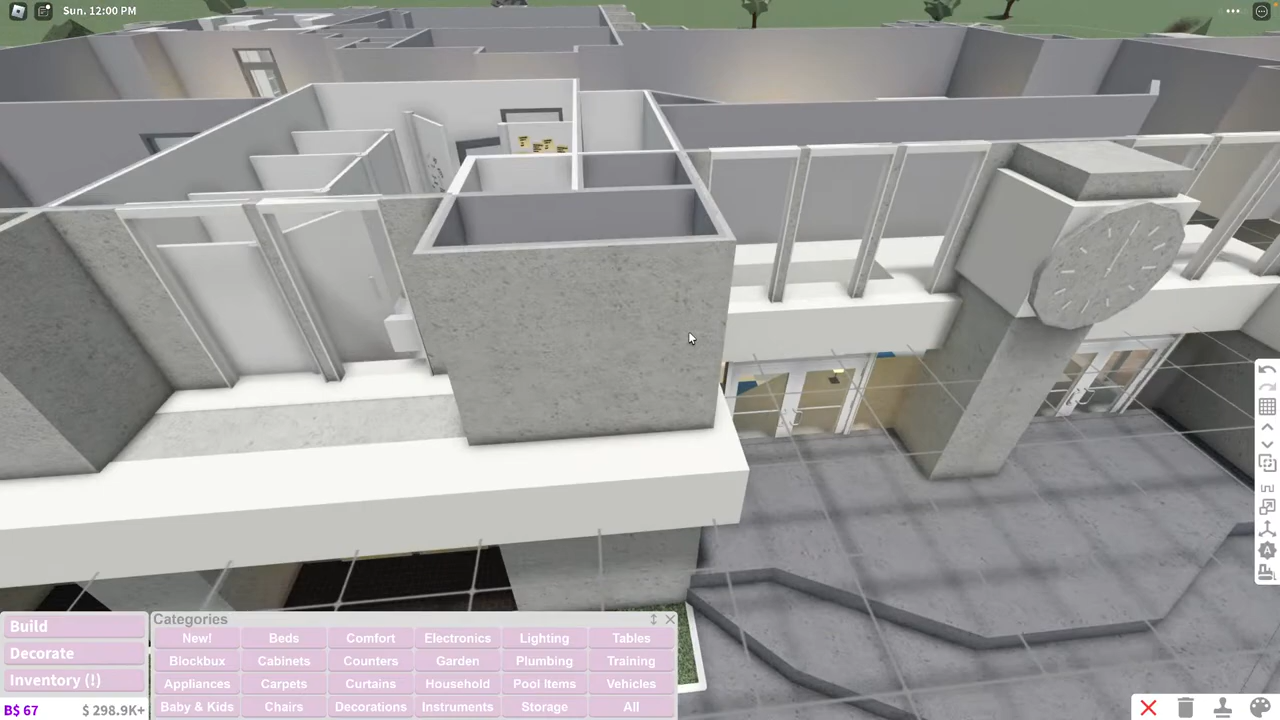 Sun. 12:00 PM
Build
Decorate
Inventory (!)
B$ 67
$ 298.9K+
Categories
New!
Beds
Comfort
Electronics
Lighting
Tables
Blockbux
Cabinets
Counters
Garden
Plumbing
Training
Appliances
Carpets
Curtains
Household
Pool Items
Vehicles
Baby & Kids
Chairs
Decorations
Instruments
Storage
All